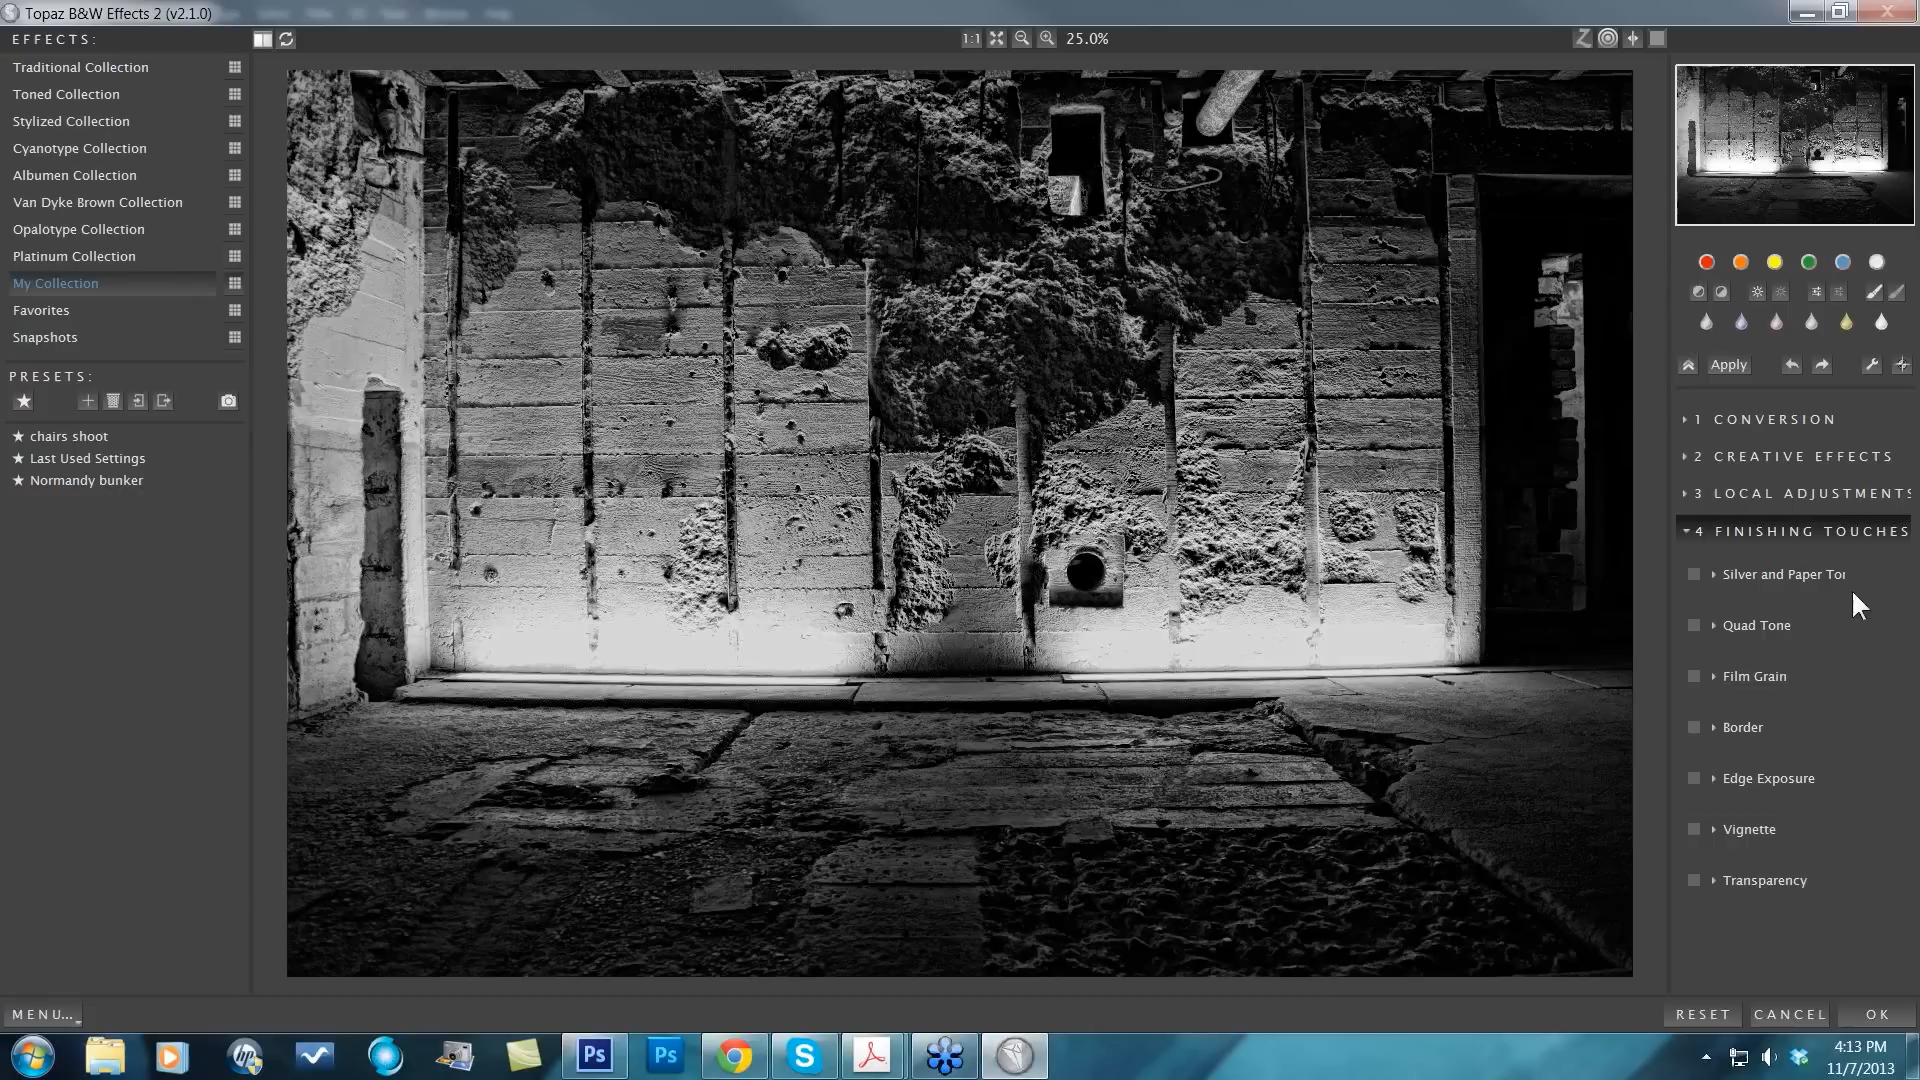 Topaz B&W Effects 2 (v2.1.0)
EFFECTS:
1:1
25.0%
Traditional Collection
Toned Collection
Stylized Collection
Cyanotype Collection
Albumen Collection
Van Dyke Brown Collection
Opalotype Collection
Platinum Collection
My Collection
Favorites
Snapshots
PRESETS:
chairs shoot
Last Used Settings
Normandy bunker
Apply
1 CONVERSION
2 CREATIVE EFFECTS
3 LOCAL ADJUSTMENTS
4 FINISHING TOUCHES
Silver and Paper Tor
Quad Tone
Film Grain
Border
Edge Exposure
Vignette
Transparency
MENU...
RESET CANCEL OK
hp
Ps
Ps
S
4:13 PM
11/7/2013